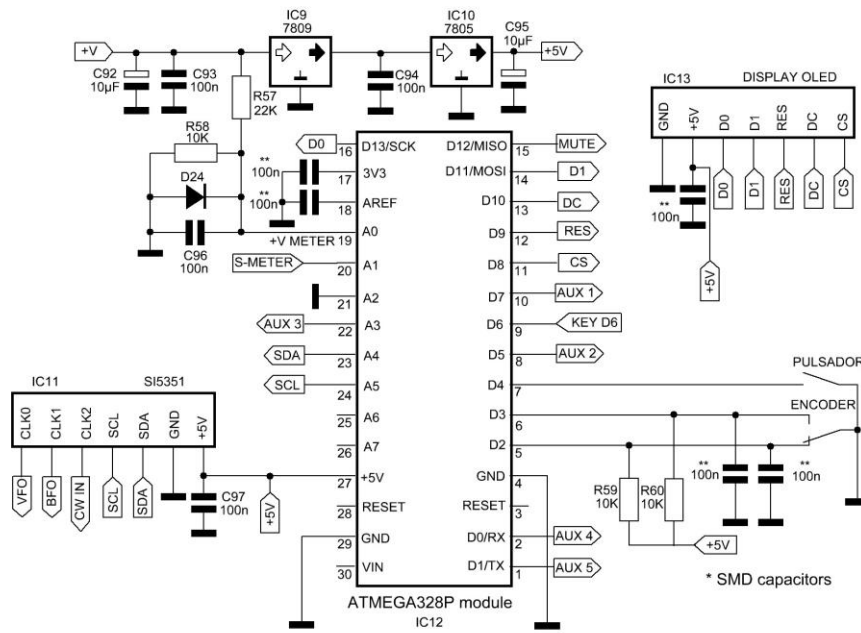 IC9
7809
IC10
7805
C95
10µF
+V
+5V
C92
10µF
C93
100n
C94
100n
R57
22K
R58
10K
D24
C96
100n
+V METER
**
100n
**
100n
D0
16
D13/SCK
17
3V3
18
AREF
19
A0
S-METER
20
A1
21
A2
AUX 3
22
A3
SDA
23
A4
SCL
24
A5
25
A6
26
A7
27
+5V
28
RESET
29
GND
30
VIN
D12/MISO
15
MUTE
D11/MOSI
14
D1
D10
13
DC
D9
12
RES
D8
11
CS
D7
10
AUX 1
D6
9
KEY D6
D5
8
AUX 2
D4
7
D3
6
D2
5
GND
4
RESET
3
D0/RX
2
AUX 4
D1/TX
1
AUX 5
ATMEGA328P module
IC12
IC13
DISPLAY OLED
GND
+5V
D0
D1
RES
DC
CS
**
100n
D0
D1
RES
DC
CS
+5V
PULSADOR
ENCODER
R59
10K
R60
10K
**
100n
**
100n
+5V
* SMD capacitors
IC11
SI5351
CLK0
CLK1
CLK2
SCL
SDA
GND
+5V
VFO
BFO
CW IN
SCL
SDA
C97
100n
+5V